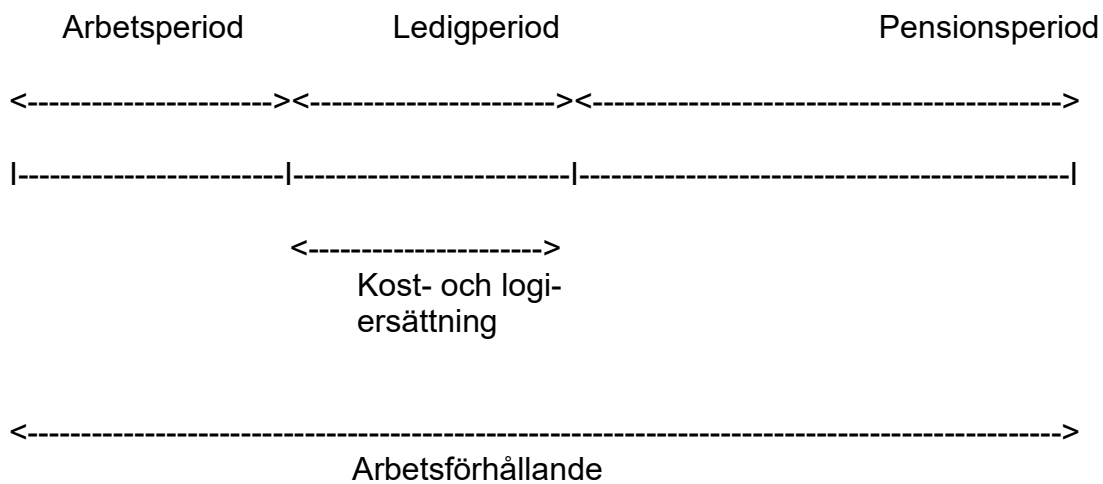 Arbetsperiod Ledigperiod Pensionsperiod
<----------------------><----------------------><------------------------------------------->
|------------------------|-------------------------|--------------------------------------------|
<--------------------->
Kost- och logi-
ersättning
<------------------------------------------------------------------------------------------------>
Arbetsförhållande